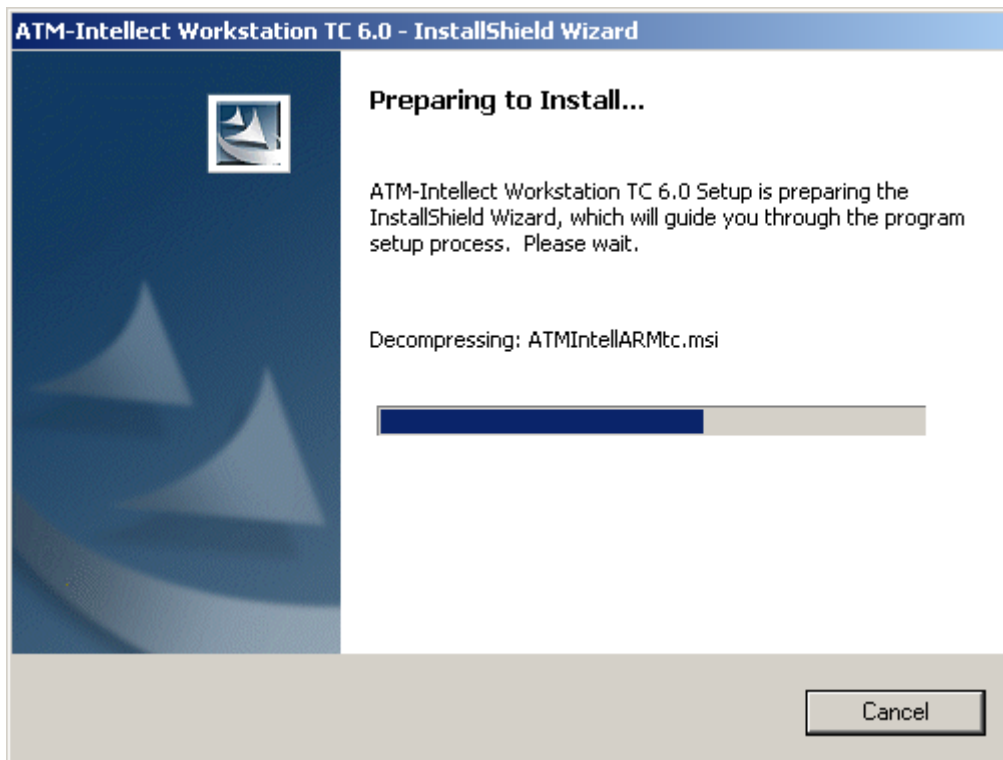 ATM-Intellect Workstation TC 6.0 - InstallShield Wizard
Preparing to Install...
ATM-Intellect Workstation TC 6.0 Setup is preparing the
InstallShield Wizard, which will guide you through the program
setup process.  Please wait.
Decompressing: ATMIntellARMtc.msi
Cancel